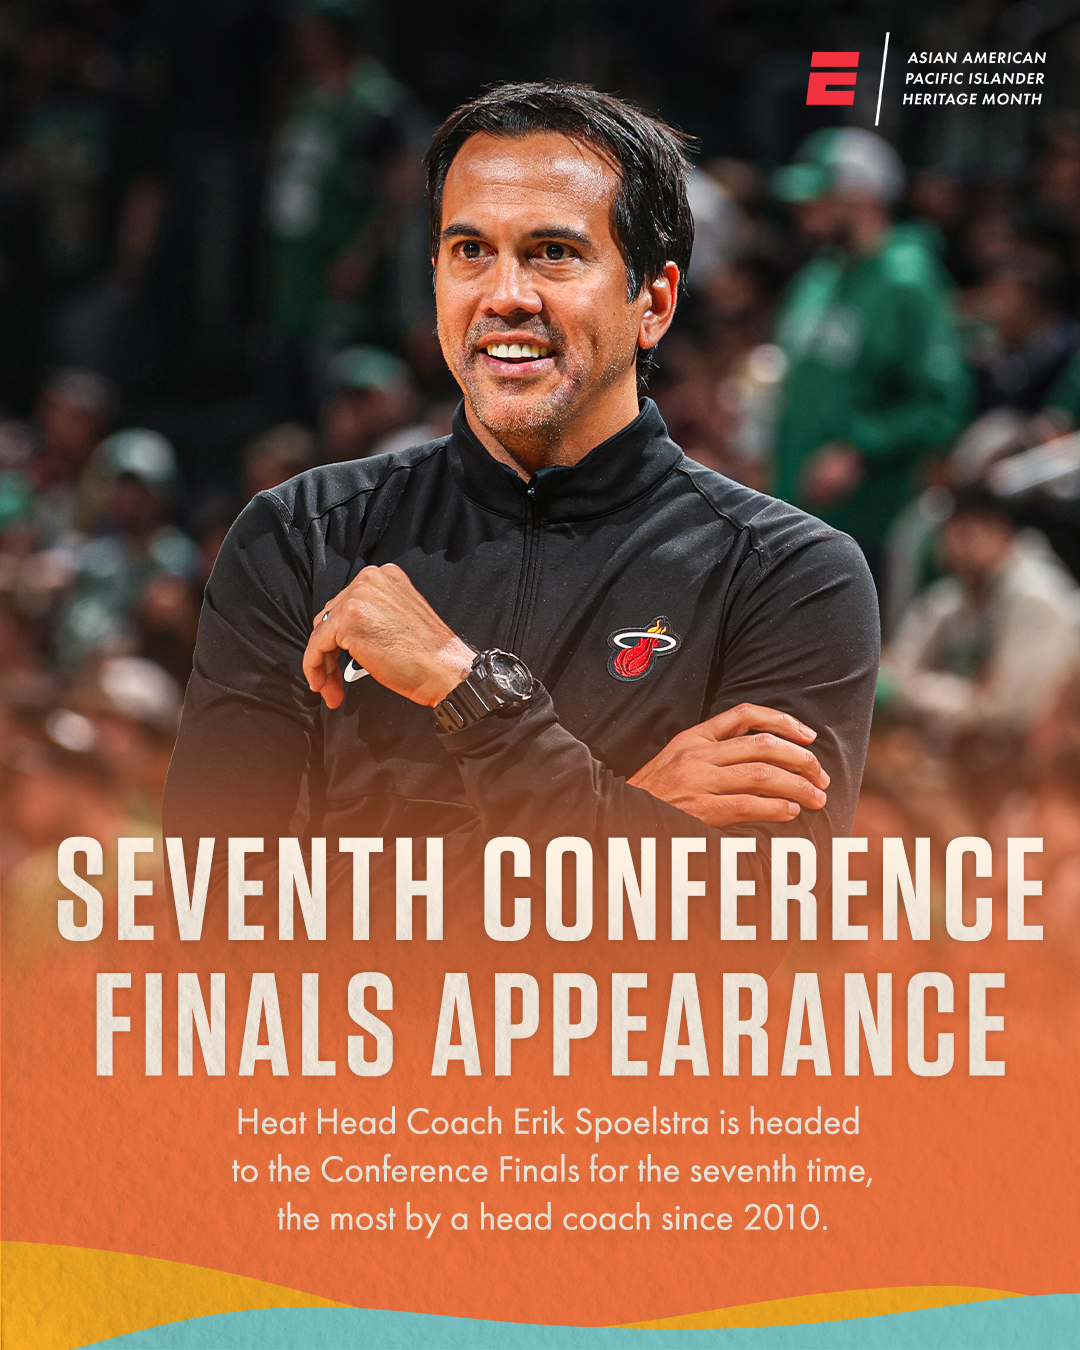 ASIAN AMERICAN
PACIFIC ISLANDER
HERITAGE MONTH
SEVENTH CONFERENCE
FINALS APPEARANCE
Heat Head Coach Erik Spoelstra is headed
to the Conference Finals for the seventh time,
the most by a head coach since 2010.